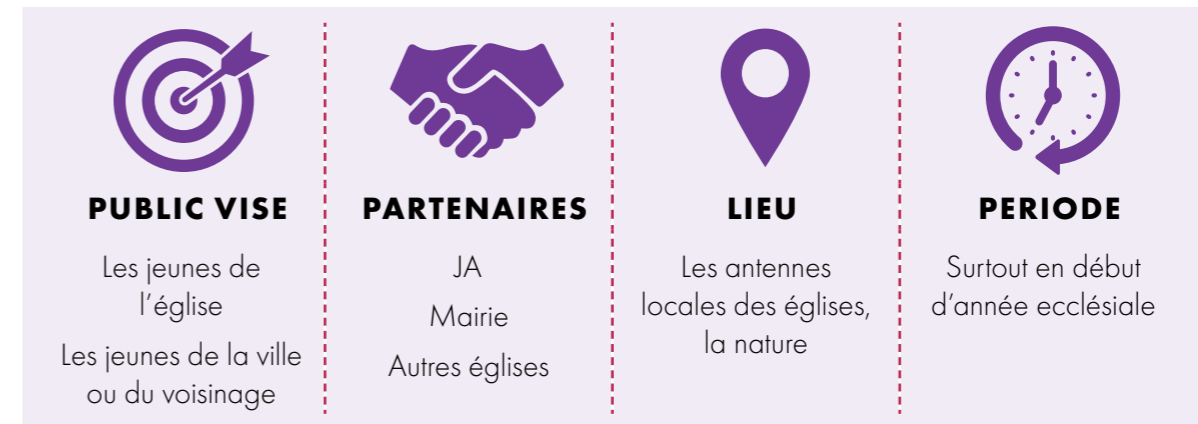 PUBLIC VISE
Les jeunes de
l'église
Les jeunes de la ville
ou du voisinage
PARTENAIRES
JA
Mairie
Autres églises
LIEU
Les antennes
locales des églises,
la nature
PERIODE
Surtout en début
d'année ecclésiale